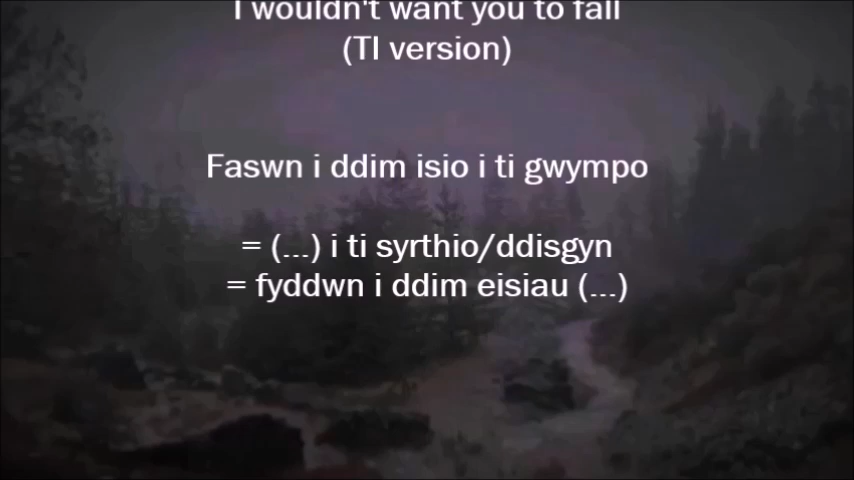 I wouldn't want you to fall
(TI version)
Faswn i ddim isio i ti gwympo
= (...) i ti syrthio/ddisgyn
= fyddwn i ddim eisiau (...)